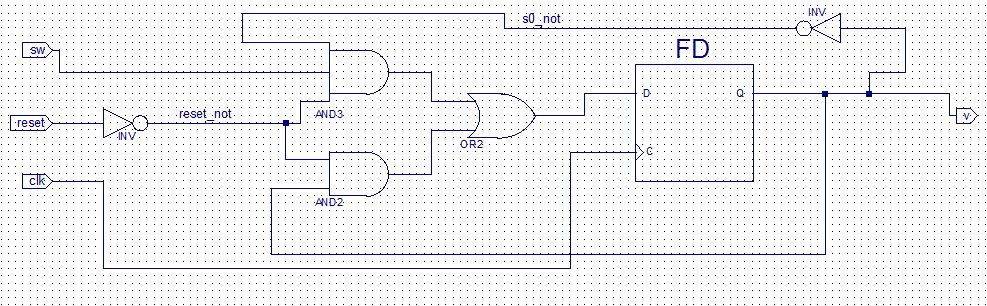 s0_not
INV
FD
sw
D
Q
reset
INV
reset_not
AND3
v
OR2
C
clk
AND2